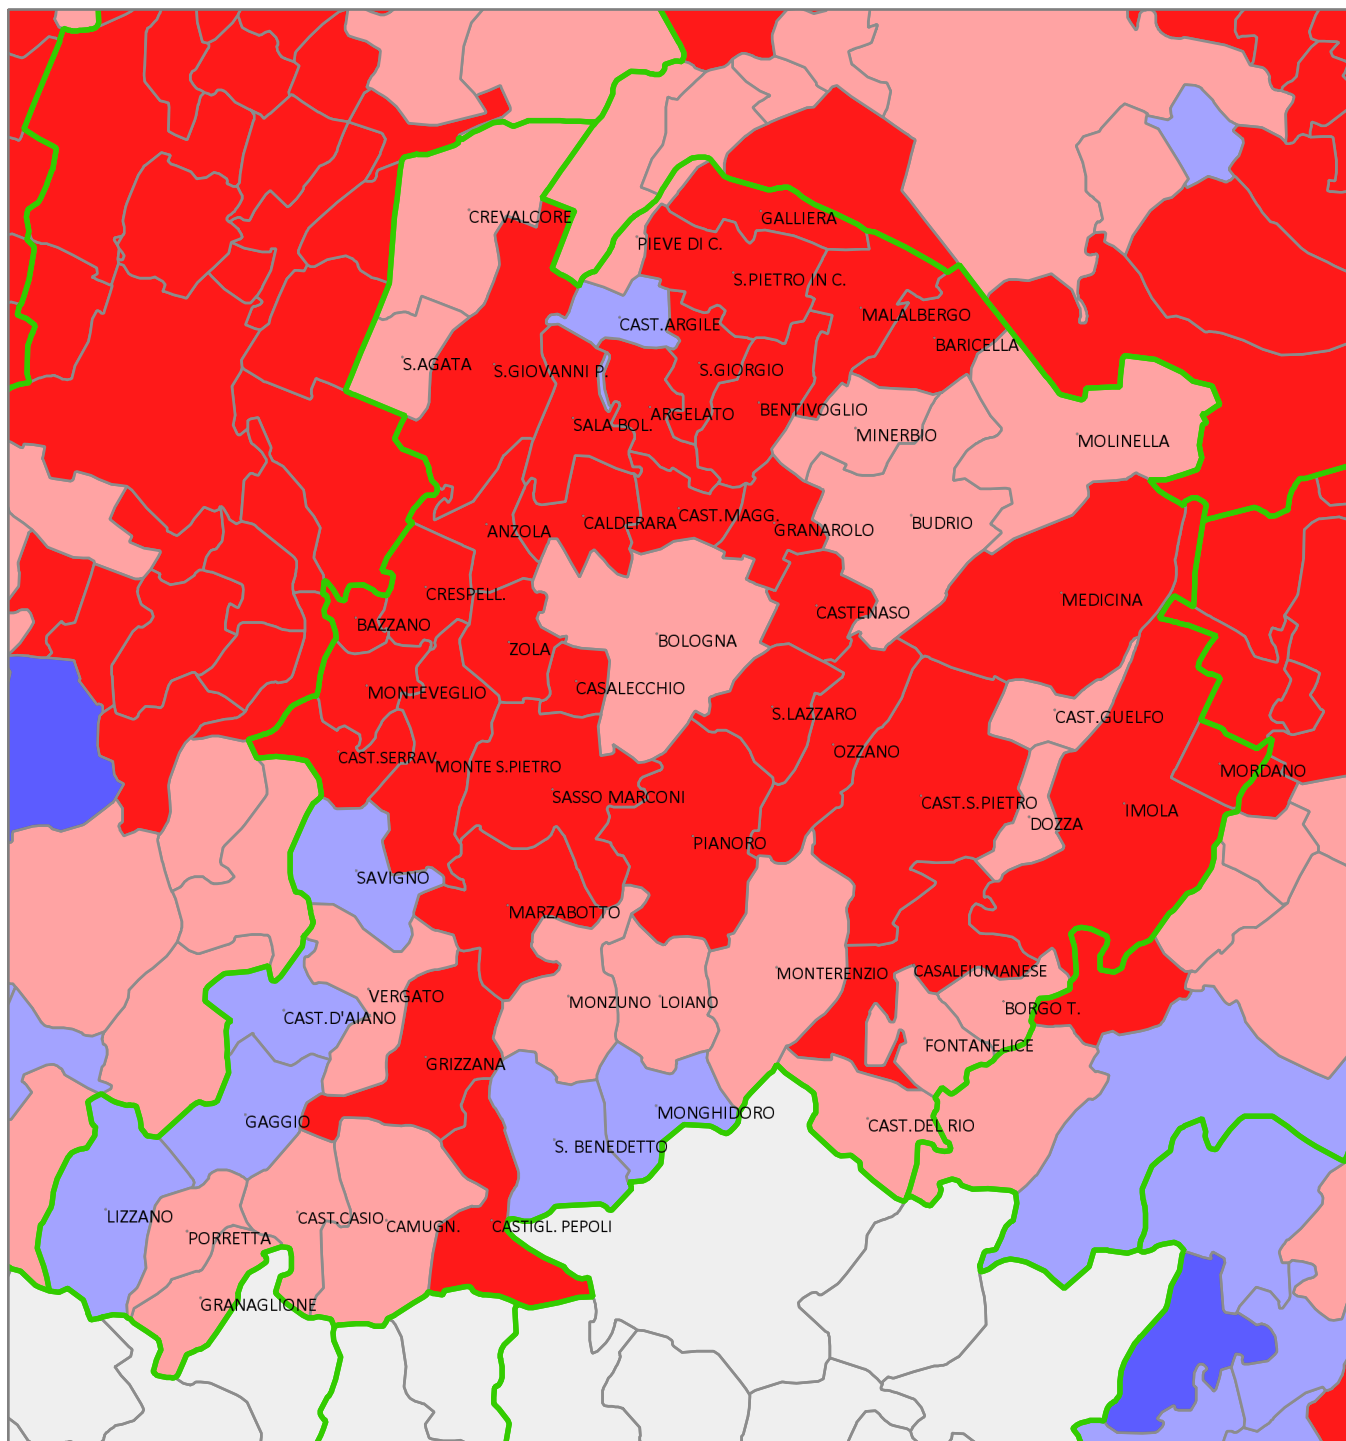 CREVALCORE
GALLIERA
PIEVE DI C.
S.PIETRO IN C.
MALALBERGO
CAST.ARGILE
BARICELLA
S.AGATA
S.GIOVANNI P.
S.GIORGIO
ARGELATO
BENTIVOGLIO
SALA BOL.
MINERBIO
MOLINELLA
CAST.MAGG.
CALDERARA
BUDRIO
ANZOLA
GRANAROLO
CRESPELL.
MEDICINA
CASTENASO
BAZZANO
BOLOGNA
ZOLA
CASALECCHIO
MONTEVEGLIO
S.LAZZARO
CAST.GUELFO
OZZANO
CAST.SERRAV.
MONTE S.PIETRO
MORDANO
SASSO MARCONI
CAST.S.PIETRO
IMOLA
DOZZA
PIANORO
SAVIGNO
MARZABOTTO
MONTERENZIO
CASALFIUMANESE
VERGATO
MONZUNO
LOIANO
BORGO T.
CAST.D'AIANO
FONTANELICE
GRIZZANA
MONGHIDORO
GAGGIO
CAST.DEL RIO
S. BENEDETTO
LIZZANO
CAST.CASIO
CAMUGN.
CASTIGL. PEPOLI
PORRETTA
GRANAGLIONE